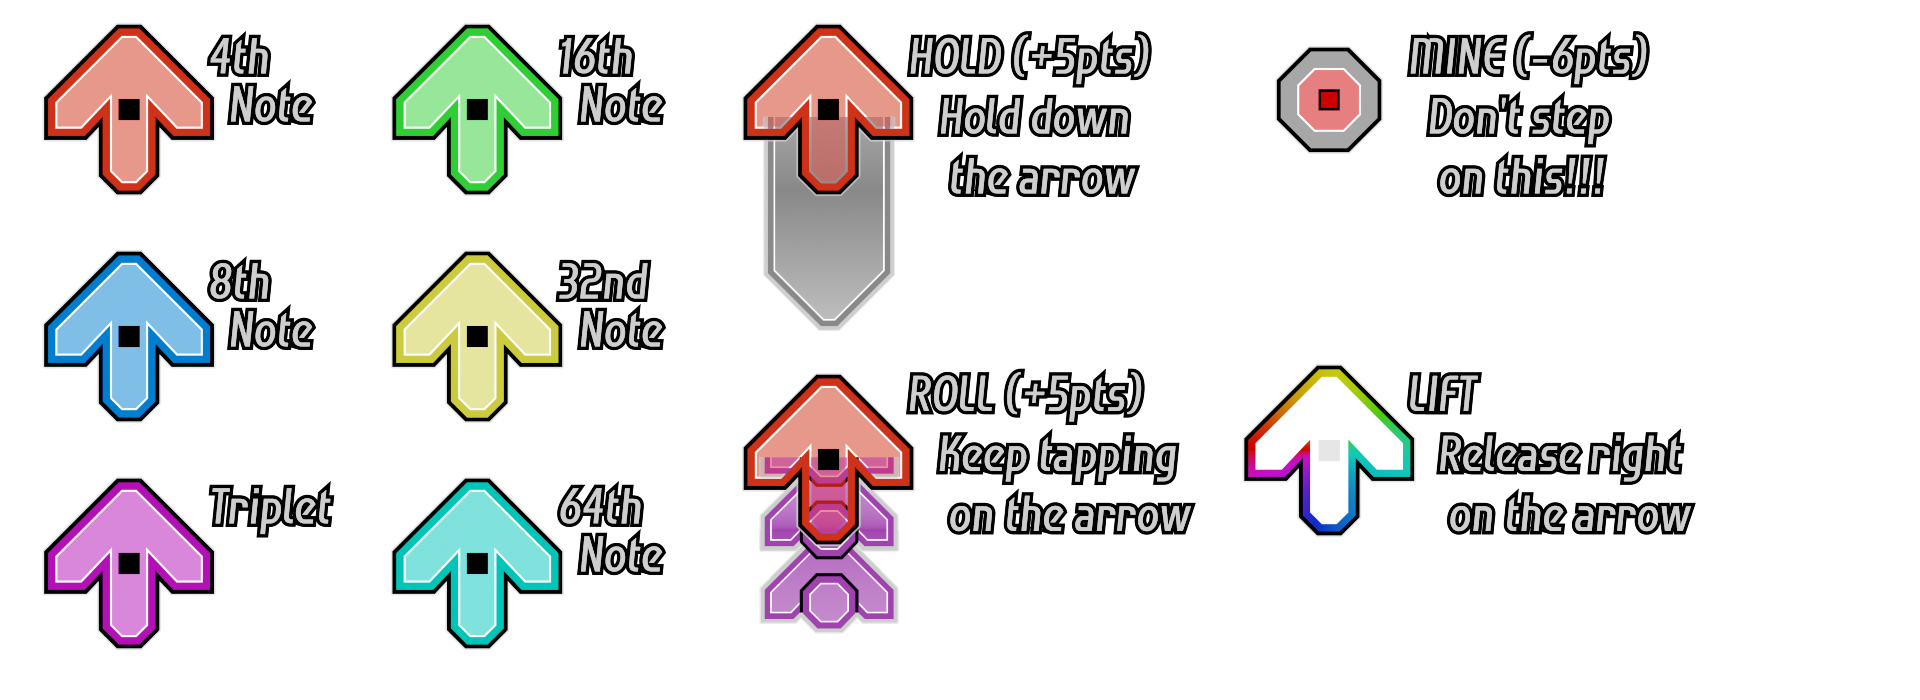 4th
Note
16th
Note
HOLD (+5pts)
Hold down
the arrow
MINE (-6pts)
Don't step
on this!!!
8th
Note
32nd
Note
ROLL (+5pts)
Keep tapping
on the arrow
LIFT
Release right
on the arrow
Triplet
64th
Note